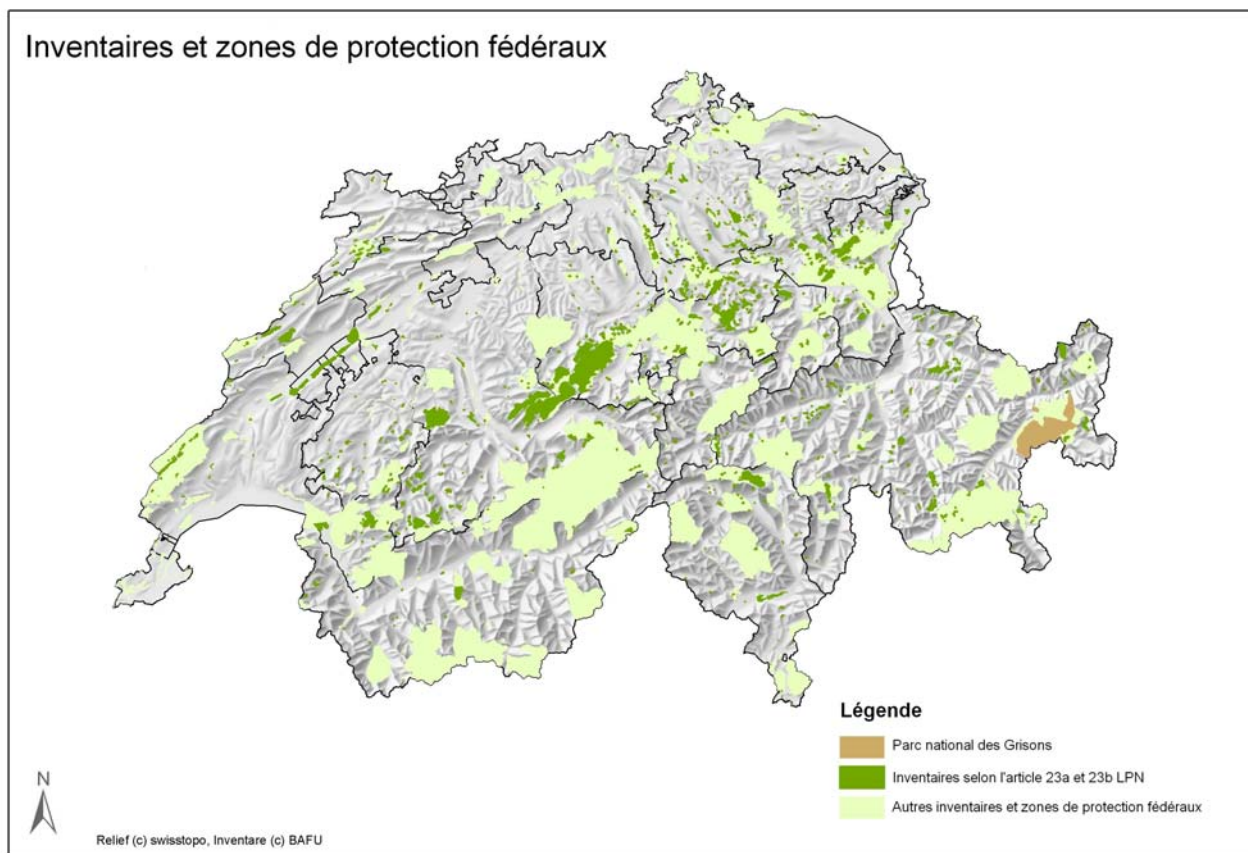 Inventaires et zones de protection fédéraux
Légende
Parc national des Grisons
Inventaires selon l'article 23a et 23b LPN
Autres inventaires et zones de protection fédéraux
N
Relief (c) swisstopo, Inventare (c) BAFU